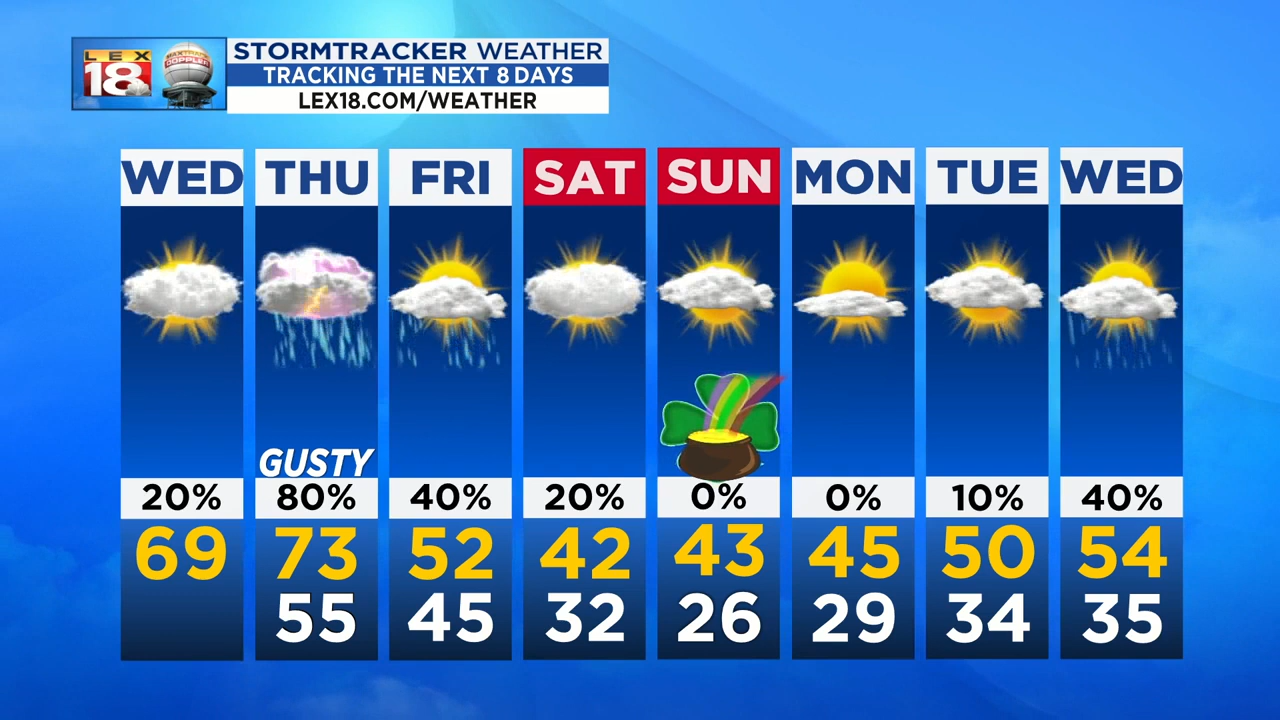 LEX
18
MAXTRACK
DOPPLER
STORMTRACKER WEATHER
TRACKING THE NEXT 8 DAYS
LEX18.COM/WEATHER
WED THU FRI SAT SUN MON TUE WED
GUSTY
20% 80% 40% 20% 0% 0% 10% 40%
69 73 52 42 43 45 50 54
55 45 32 26 29 34 35